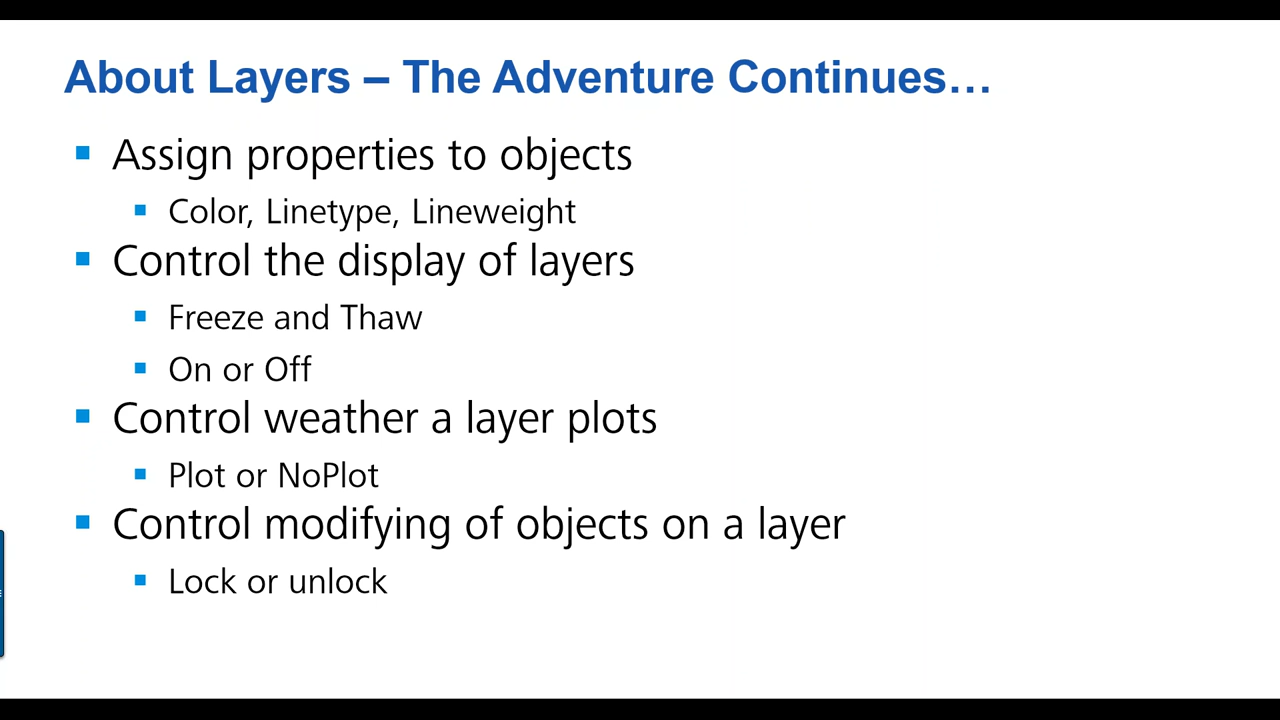 About Layers – The Adventure Continues…
Assign properties to objects
Color, Linetype, Lineweight
Control the display of layers
Freeze and Thaw
On or Off
Control weather a layer plots
Plot or NoPlot
Control modifying of objects on a layer
Lock or unlock